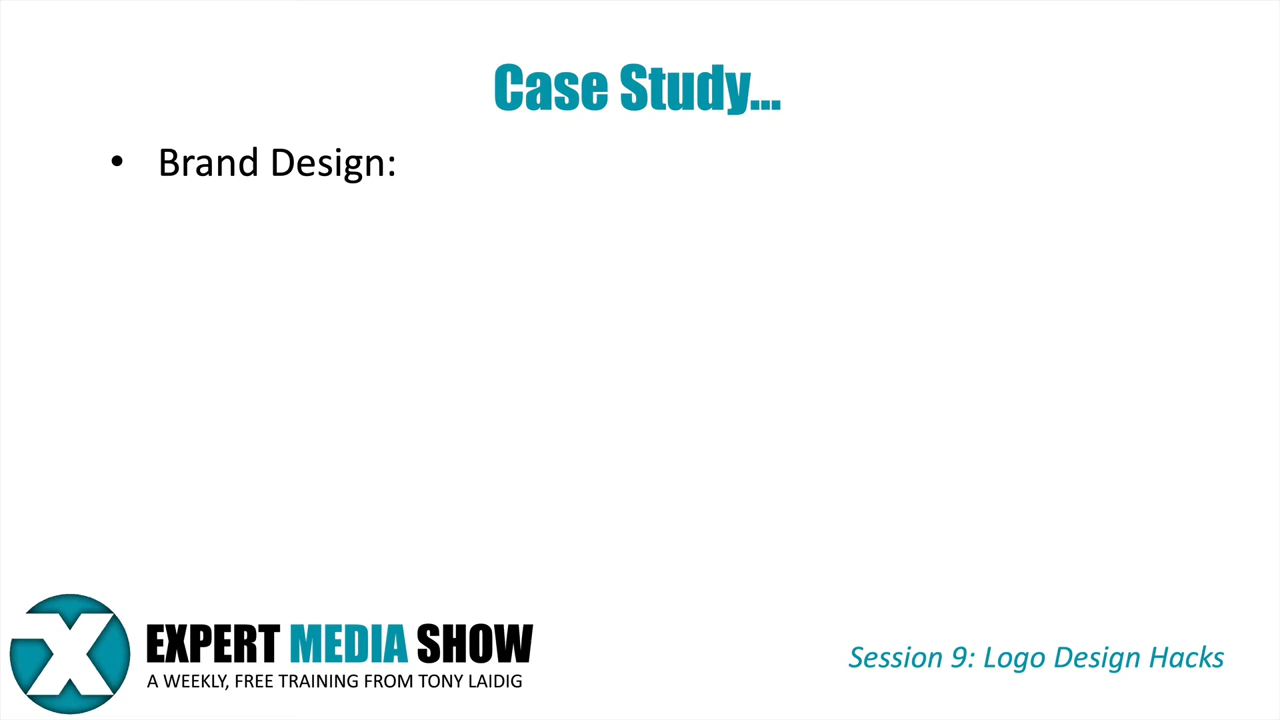 Case Study...
• Brand Design:
X
EXPERT MEDIA SHOW
A WEEKLY, FREE TRAINING FROM TONY LAIDIG
Session 9: Logo Design Hacks